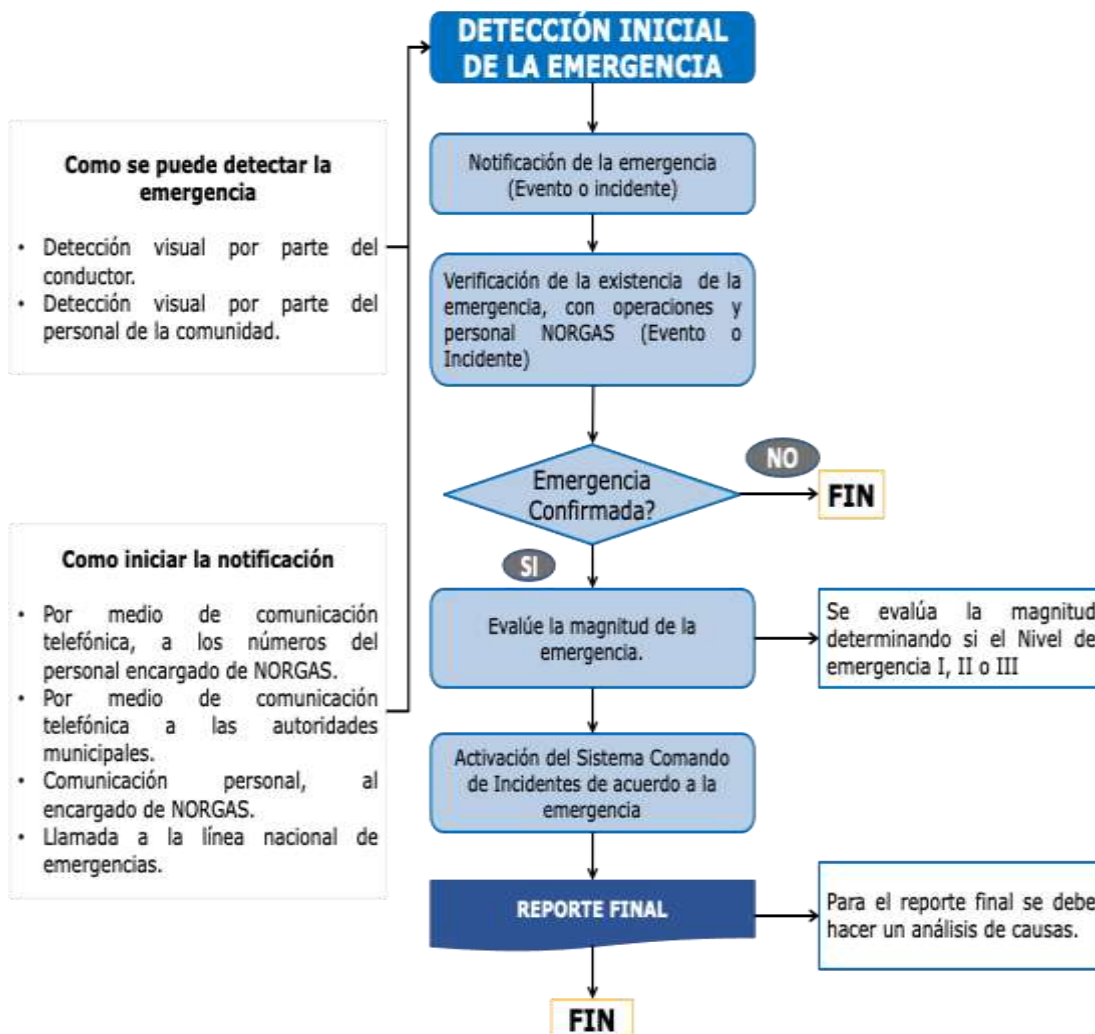 DETECCIÓN INICIAL
DE LA EMERGENCIA
Como se puede detectar la
emergencia
• Detección visual por parte del
conductor.
• Detección visual por parte del
personal de la comunidad.
Notificación de la emergencia
(Evento o incidente)
Verificación de la existencia de la
emergencia, con operaciones y
personal NORGAS (Evento o
Incidente)
Emergencia
Confirmada?
NO
FIN
SI
Como iniciar la notificación
• Por medio de comunicación
telefónica, a los números del
personal encargado de NORGAS.
• Por medio de comunicación
telefónica a las autoridades
municipales.
• Comunicación personal, al
encargado de NORGAS.
• Llamada a la línea nacional de
emergencias.
Evalúe la magnitud de la
emergencia.
Se evalúa la magnitud
determinando si el Nivel de
emergencia I, II o III
Activación del Sistema Comando
de Incidentes de acuerdo a la
emergencia
REPORTE FINAL
Para el reporte final se debe
hacer un análisis de causas.
FIN